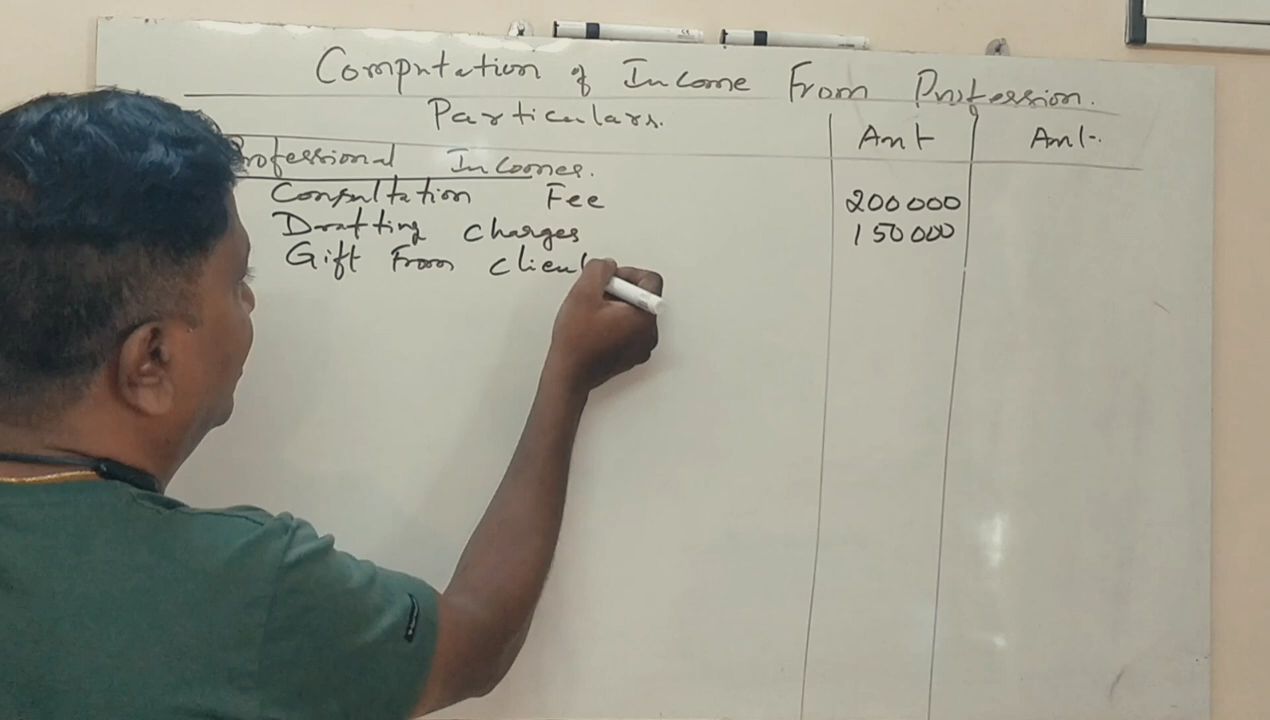 Computation of Income From Profession.
Particulars. Amt Amt.
Professional Incomes.
Consultation Fee 200000
Drafting charges 150000
Gift From client